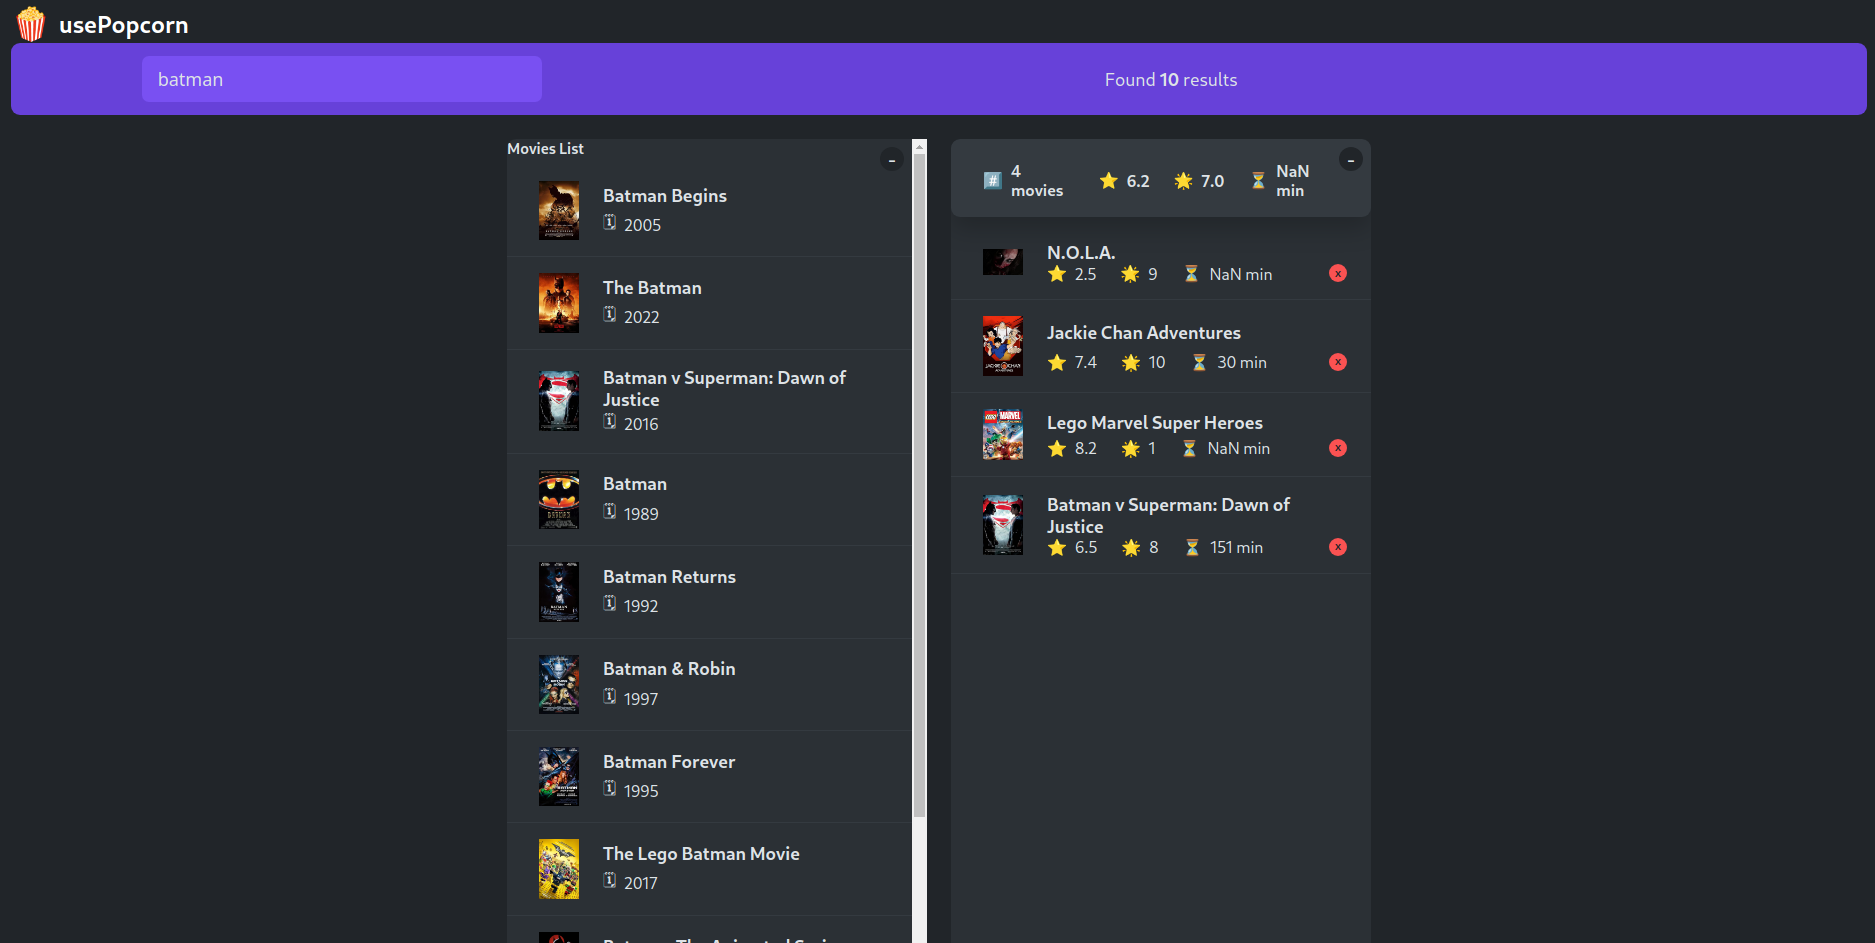 usePopcorn
batman
Found 10 results
Movies List
-
Batman Begins
2005
The Batman
2022
Batman v Superman: Dawn of
Justice
2016
Batman
1989
Batman Returns
1992
Batman & Robin
1997
Batman Forever
1995
The Lego Batman Movie
2017
4
movies
6.2
7.0
NaN
min
-
N.O.L.A.
2.5 9 NaN min x
Jackie Chan Adventures
7.4 10 30 min x
Lego Marvel Super Heroes
8.2 1 NaN min x
Batman v Superman: Dawn of
Justice
6.5 8 151 min x